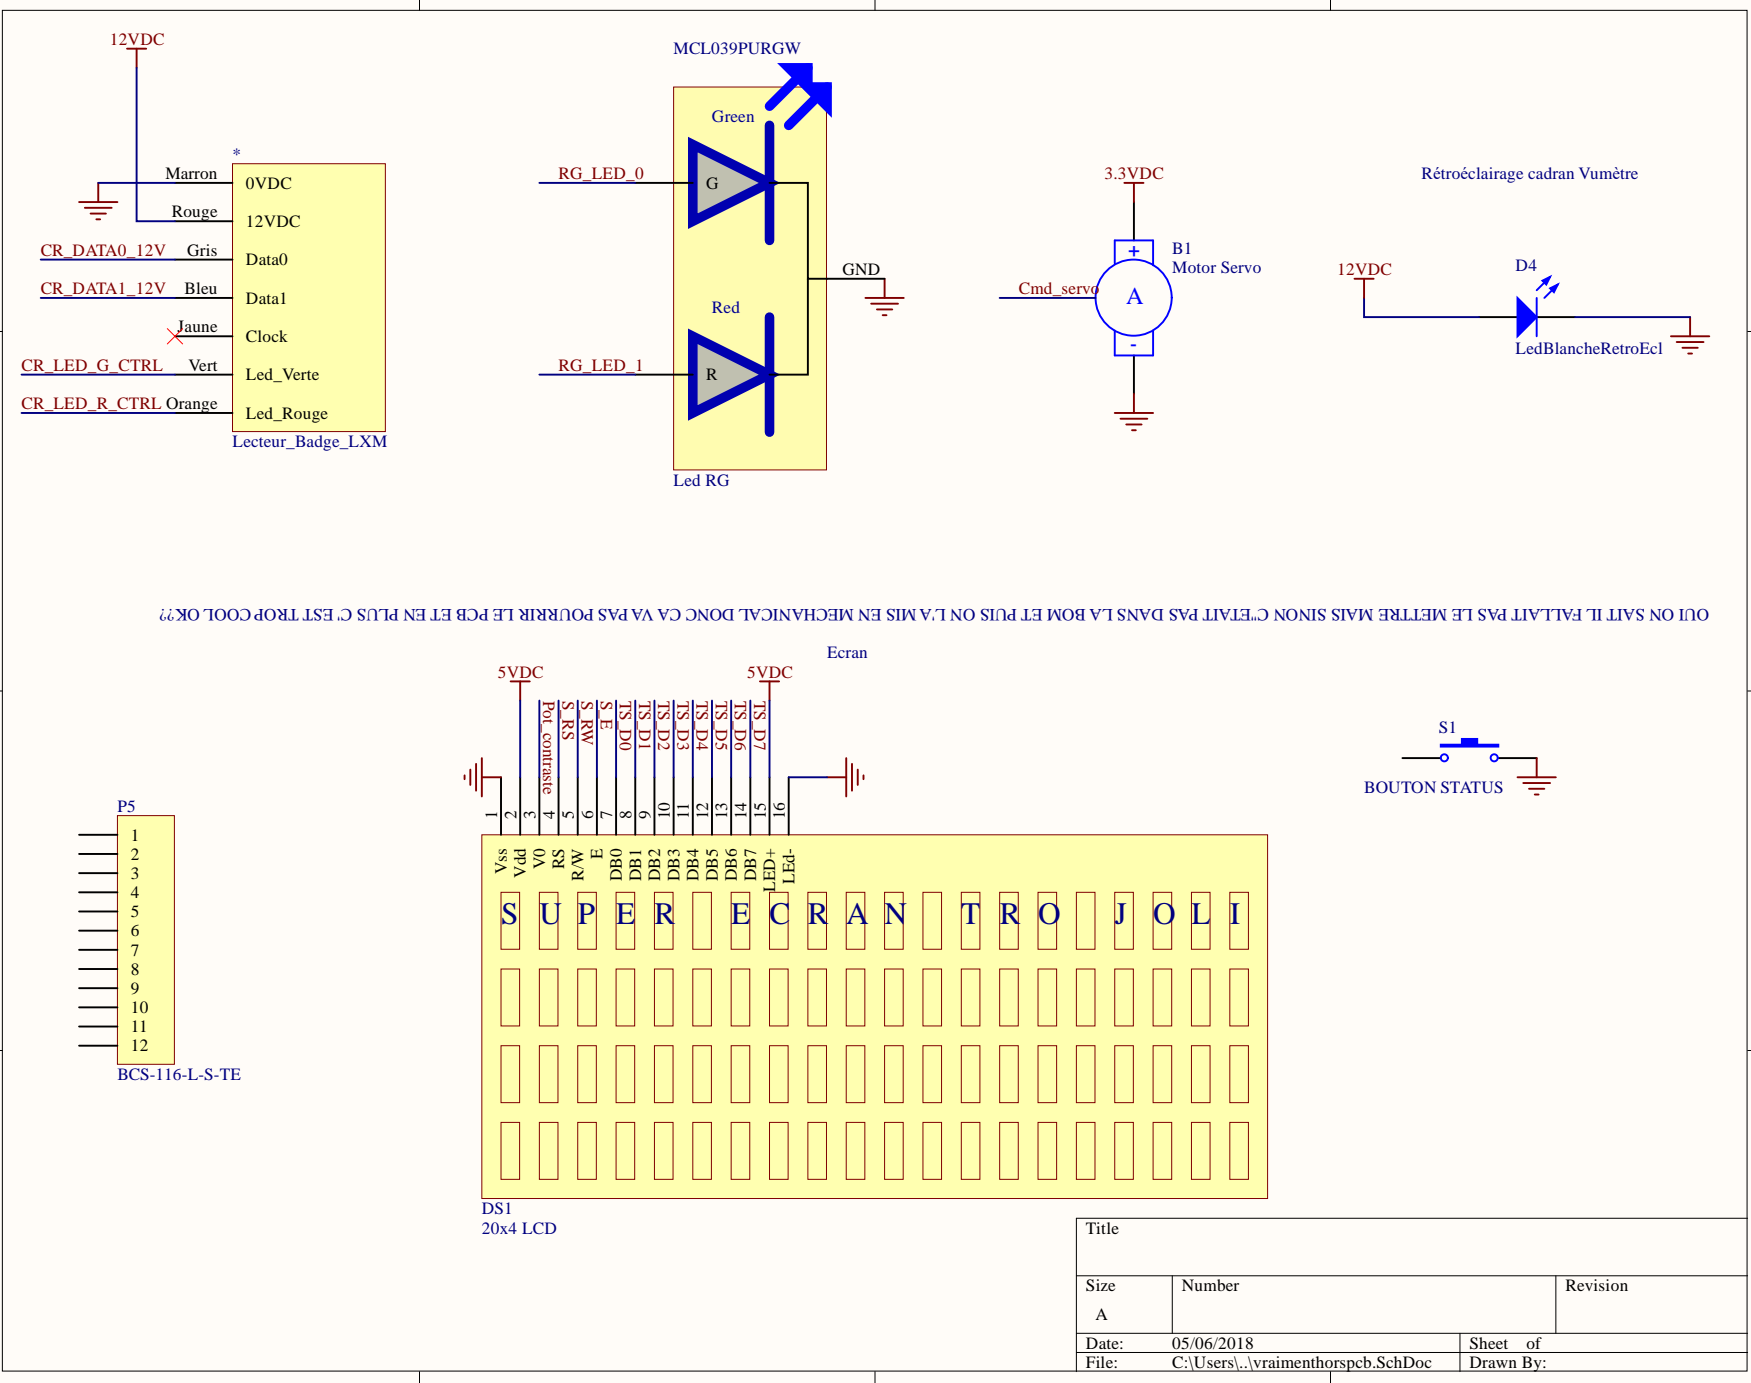 12VDC
*
Marron
0VDC
Rouge
12VDC
CR_DATA0_12V
Gris
Data0
CR_DATA1_12V
Bleu
Data1
Jaune
Clock
CR_LED_G_CTRL
Vert
Led_Verte
CR_LED_R_CTRL
Orange
Led_Rouge
Lecteur_Badge_LXM
MCL039PURGW
Green
RG_LED_0
G
GND
Red
RG_LED_1
R
Led RG
3.3VDC
+
B1
Motor Servo
Cmd_servo
A
-
Rétroéclairage cadran Vumètre
12VDC
D4
LedBlancheRetroEcl
OUI ON SAIT IL FALLAIT PAS LE METTRE MAIS SINON C"ETAIT PAS DANS LA BOM ET PUIS ON L'A MIS EN MECHANICAL DONC CA VA PAS POURRIR LE PCB ET EN PLUS C' EST TROP COOL OK??
Ecran
5VDC
5VDC
Pot_contraste
S_RS
S_RW
S_E
TS_D0
TS_D1
TS_D2
TS_D3
TS_D4
TS_D5
TS_D6
TS_D7
1
2
3
4
5
6
7
8
9
10
11
12
13
14
15
16
Vss
Vdd
V0
RS
R/W
E
DB0
DB1
DB2
DB3
DB4
DB5
DB6
DB7
LED+
LEd-
SUPER ECRAN TRO JOLI
DS1
20x4 LCD
S1
BOUTON STATUS
P5
1
2
3
4
5
6
7
8
9
10
11
12
BCS-116-L-S-TE
Title
Size
Number
Revision
A
Date: 05/06/2018
Sheet of
File: C:\Users\..\vraimenthorspcb.SchDoc
Drawn By: